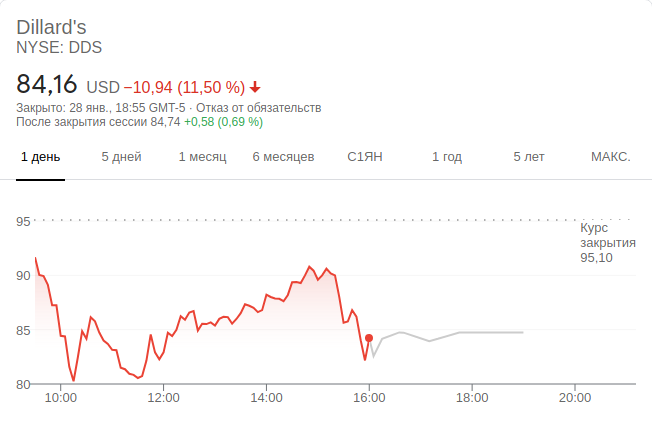 Dillard's
NYSE: DDS
84,16 USD −10,94 (11,50 %)
Закрыто: 28 янв., 18:55 GMT-5 · Отказ от обязательств
После закрытия сессии 84,74 +0,58 (0,69 %)
1 день 5 дней 1 месяц 6 месяцев С1ЯН 1 год 5 лет МАКС.
95
Курс
закрытия
95,10
90
85
80
10:00 12:00 14:00 16:00 18:00 20:00